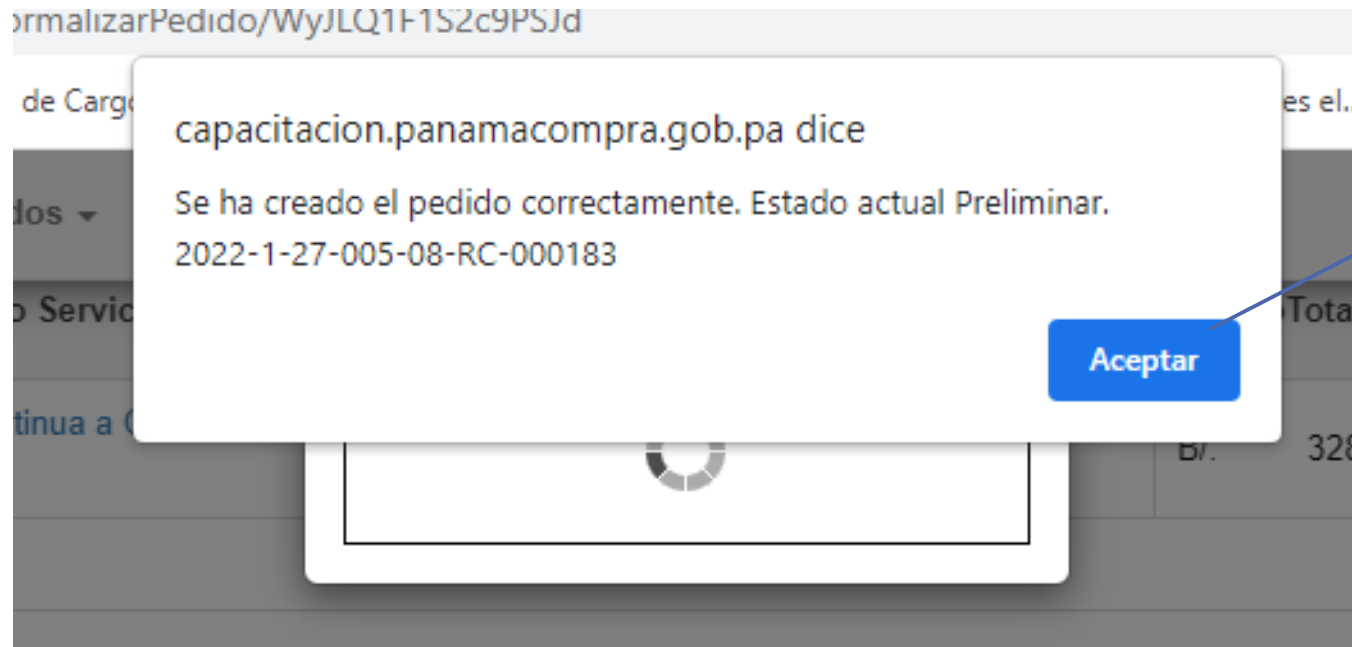 ormalizarPedido/WyJLQ1F1S2c9PSJd
de Cargo
es el..
capacitacion.panamacompra.gob.pa dice
Se ha creado el pedido correctamente. Estado actual Preliminar.
2022-1-27-005-08-RC-000183
dos
o Servic
Tota
Aceptar
tinua a
B/. 328